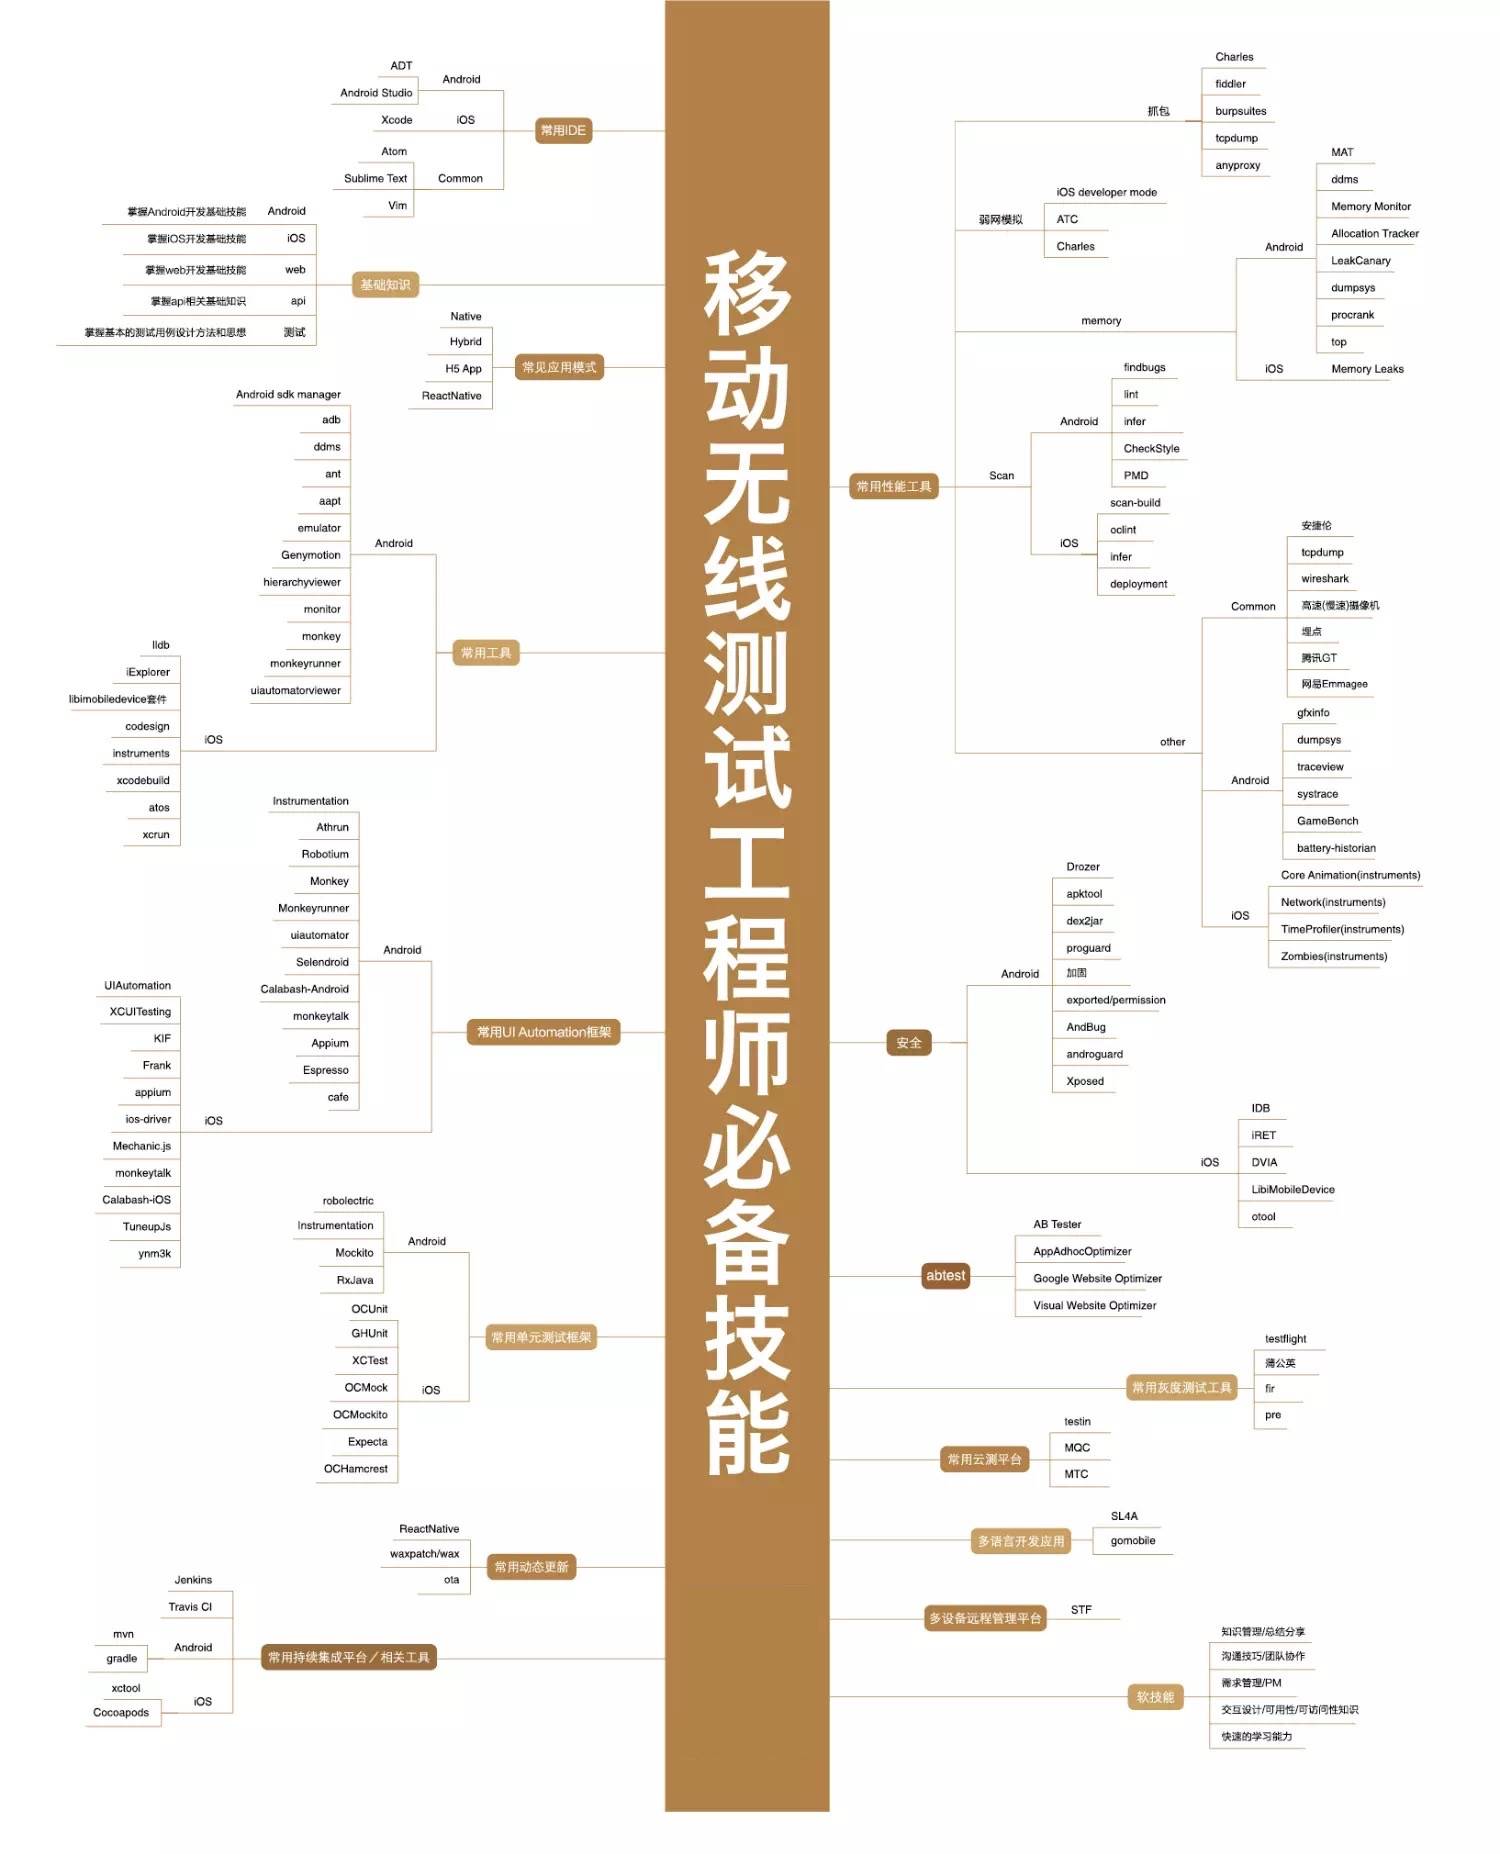 移动无线测试工程师必备技能
常用IDE
Android
ADT
Android Studio
iOS
Xcode
Common
Atom
Sublime Text
Vim
基础知识
Android
掌握Android开发基础技能
iOS
掌握iOS开发基础技能
web
掌握web开发基础技能
api
掌握api相关基础知识
测试
掌握基本的测试用例设计方法和思想
常见应用模式
Native
Hybrid
H5 App
ReactNative
常用工具
Android
Android sdk manager
adb
ddms
ant
aapt
emulator
Genymotion
hierarchyviewer
monitor
monkey
monkeyrunner
uiautomatorviewer
iOS
lldb
iExplorer
libimobiledevice套件
codesign
instruments
xcodebuild
atos
xcrun
常用UI Automation框架
Android
Instrumentation
Athrun
Robotium
Monkey
Monkeyrunner
uiautomator
Selendroid
Calabash-Android
monkeytalk
Appium
Espresso
cafe
iOS
UIAutomation
XCUITesting
KIF
Frank
appium
ios-driver
Mechanic.js
monkeytalk
Calabash-iOS
TuneupJs
ynm3k
常用单元测试框架
Android
robolectric
Instrumentation
Mockito
RxJava
iOS
OCUnit
GHUnit
XCTest
OCMock
OCMockito
Expecta
OCHamcrest
常用动态更新
ReactNative
waxpatch/wax
ota
常用持续集成平台／相关工具
Jenkins
Travis CI
Android
mvn
gradle
iOS
xctool
Cocoapods
常用性能工具
抓包
Charles
fiddler
burpsuites
tcpdump
anyproxy
弱网模拟
iOS developer mode
ATC
Charles
memory
Android
MAT
ddms
Memory Monitor
Allocation Tracker
LeakCanary
dumpsys
procrank
top
iOS
Memory Leaks
Scan
Android
findbugs
lint
infer
CheckStyle
PMD
iOS
scan-build
oclint
infer
deployment
other
Common
安捷伦
tcpdump
wireshark
高速(慢速)摄像机
埋点
腾讯GT
网易Emmagee
Android
gfxinfo
dumpsys
traceview
systrace
GameBench
battery-historian
iOS
Core Animation(instruments)
Network(instruments)
TimeProfiler(instruments)
Zombies(instruments)
安全
Android
Drozer
apktool
dex2jar
proguard
加固
exported/permission
AndBug
androguard
Xposed
iOS
IDB
iRET
DVIA
LibiMobileDevice
otool
abtest
AB Tester
AppAdhocOptimizer
Google Website Optimizer
Visual Website Optimizer
常用灰度测试工具
testflight
蒲公英
fir
pre
常用云测平台
testin
MQC
MTC
多语言开发应用
SL4A
gomobile
多设备远程管理平台
STF
软技能
知识管理/总结分享
沟通技巧/团队协作
需求管理/PM
交互设计/可用性/可访问性知识
快速的学习能力